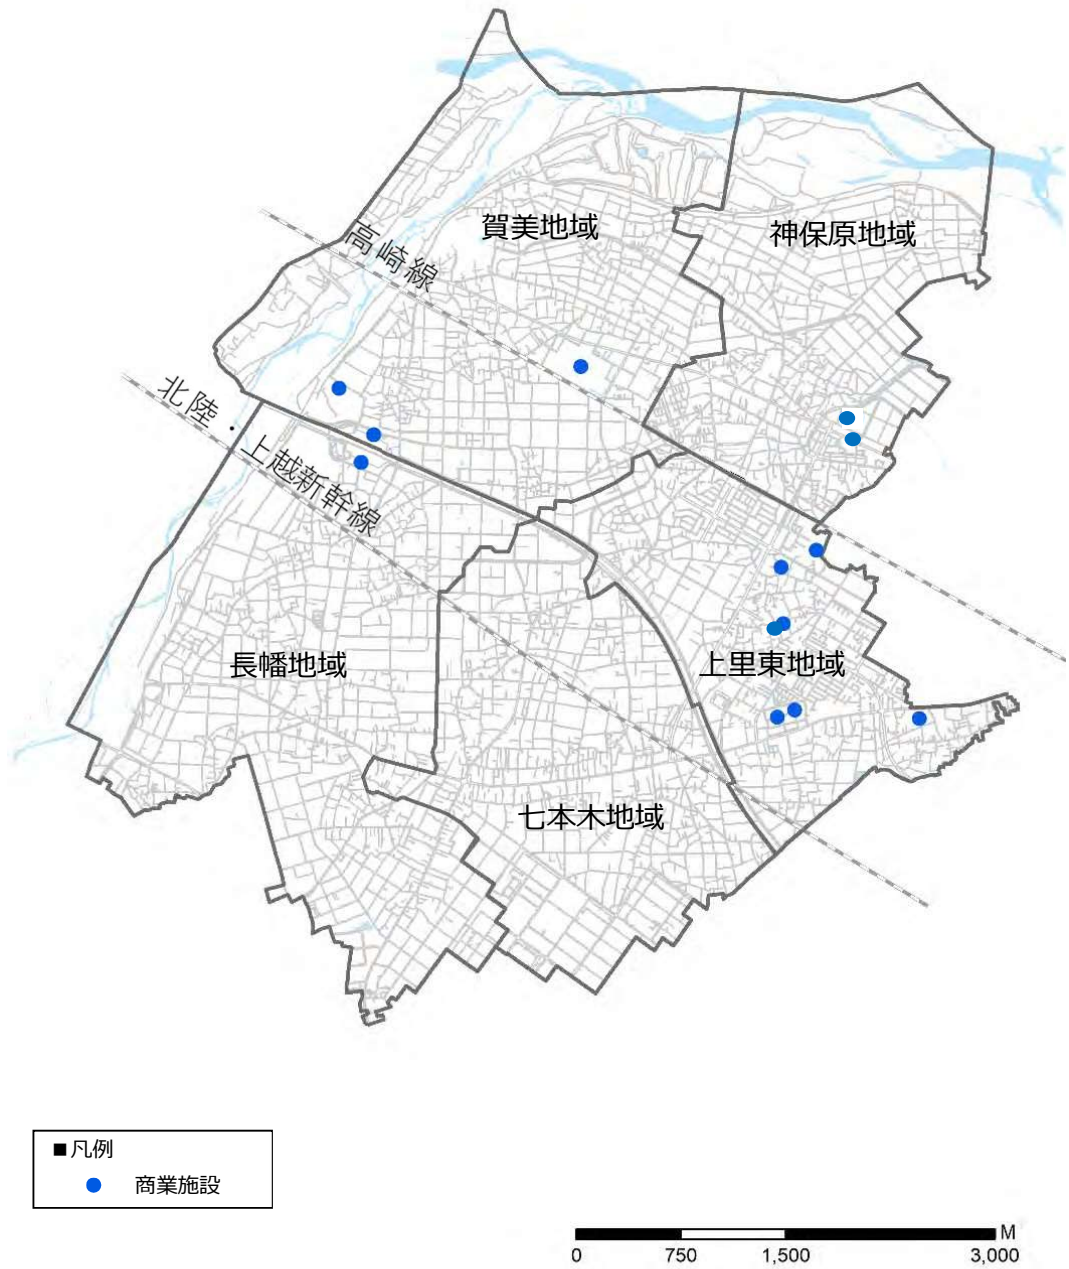 賀美地域
神保原地域
高崎線
北陸・上越新幹線
長幡地域
上里東地域
七本木地域
■凡例
商業施設
M
0 750 1,500 3,000